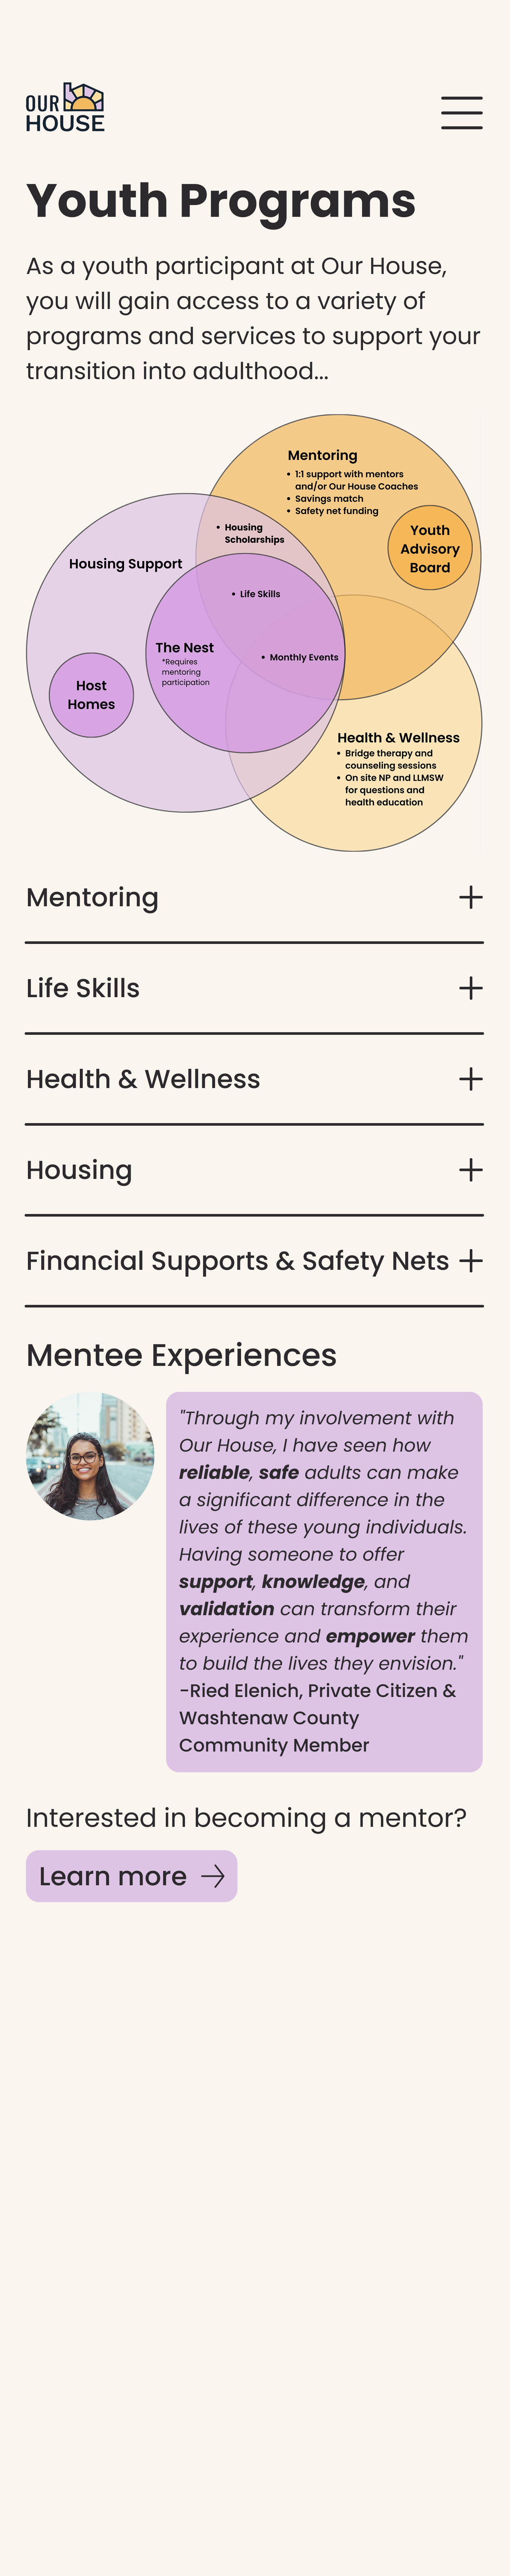 OUR
HOUSE
Youth Programs
As a youth participant at Our House,
you will gain access to a variety of
programs and services to support your
transition into adulthood...
Mentoring
• 1:1 support with mentors
and/or Our House Coaches
• Savings match
• Safety net funding
Youth
Advisory
Board
• Housing
Scholarships
Housing Support
• Life Skills
The Nest
*Requires
mentoring
participation
• Monthly Events
Host
Homes
Health & Wellness
• Bridge therapy and
counseling sessions
• On site NP and LLMSW
for questions and
health education
Mentoring
Life Skills
Health & Wellness
Housing
Financial Supports & Safety Nets
Mentee Experiences
"Through my involvement with
Our House, I have seen how
reliable, safe adults can make
a significant difference in the
lives of these young individuals.
Having someone to offer
support, knowledge, and
validation can transform their
experience and empower them
to build the lives they envision."
-Ried Elenich, Private Citizen &
Washtenaw County
Community Member
Interested in becoming a mentor?
Learn more →